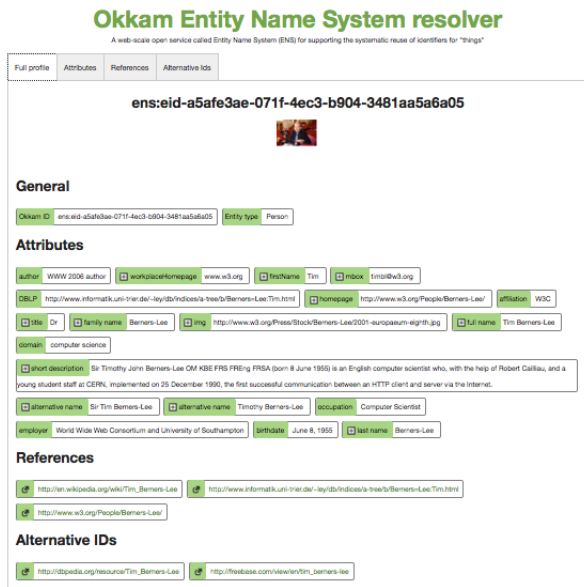 Okkam Entity Name System resolver
A web-scale open service called Entity Name System (ENS) for supporting the systematic reuse of identifiers for "things"
Full profile Attributes References Alternative Ids
ens:eid-a5afe3ae-071f-4ec3-b904-3481aa5a6a05
General
Okkam ID ens:eid-a5afe3ae-071f-4ec3-b904-3481aa5a6a05 Entity type Person
Attributes
author WWW 2006 author workplaceHomepage www.w3.org firstName Tim mbox timbl@w3.org
DBLP http://www.informatik.uni-trier.de/~ley/db/indices/a-tree/b/Berners=Lee:Tim.html homepage http://www.w3.org/People/Berners-Lee/ affiliation W3C
title Dr family name Berners-Lee img http://www.w3.org/Press/Stock/Berners-Lee/2001-europaeum-eighth.jpg full name Tim Berners-Lee
domain computer science
short description Sir Timothy John Berners-Lee OM KBE FRS FREng FRSA (born 8 June 1955) is an English computer scientist who, with the help of Robert Cailliau, and a
young student staff at CERN, implemented on 25 December 1990, the first successful communication between an HTTP client and server via the Internet.
alternative name Sir Tim Berners-Lee alternative name Timothy Berners-Lee occupation Computer Scientist
employer World Wide Web Consortium and University of Southampton birthdate June 8, 1955 last name Berners-Lee
References
http://en.wikipedia.org/wiki/Tim_Berners-Lee http://www.informatik.uni-trier.de/~ley/db/indices/a-tree/b/Berners=Lee:Tim.html
http://www.w3.org/People/Berners-Lee/
Alternative IDs
http://dbpedia.org/resource/Tim_Berners-Lee http://freebase.com/view/en/tim_berners-lee